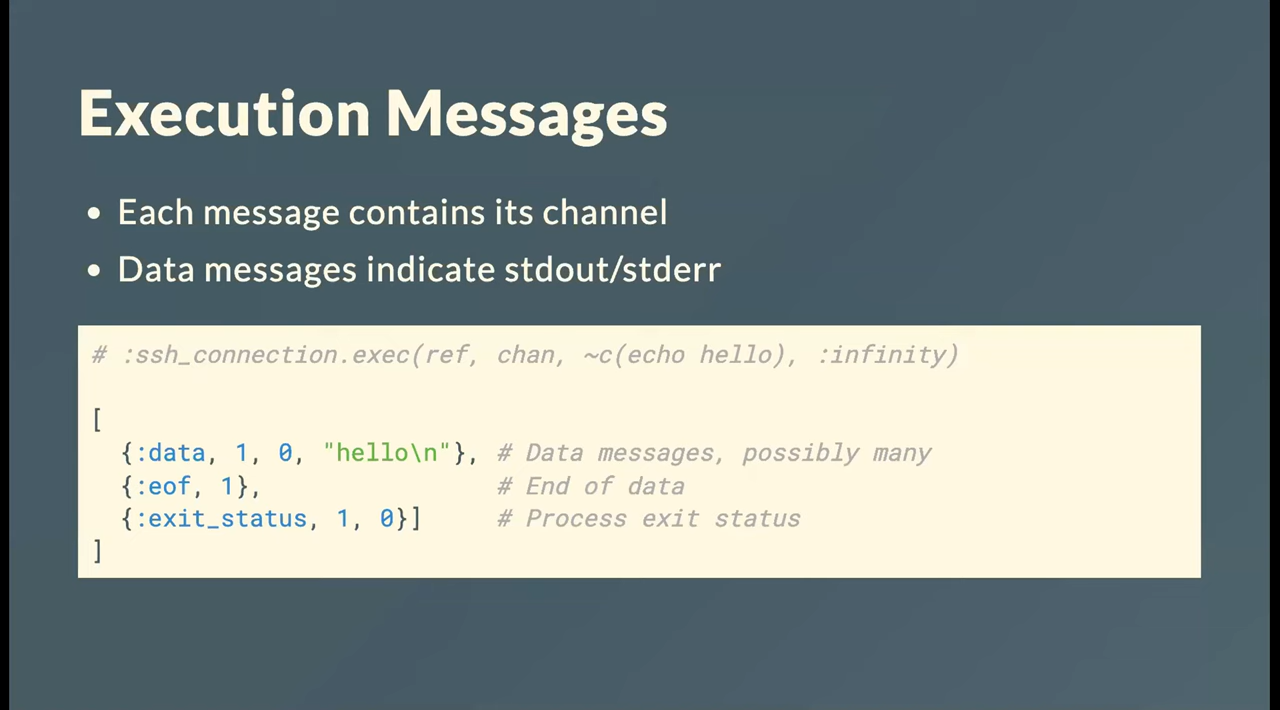 Execution Messages
• Each message contains its channel
• Data messages indicate stdout/stderr
# :ssh_connection.exec(ref, chan, ~c(echo hello), :infinity)
[
  {:data, 1, 0, "hello\n"}, # Data messages, possibly many
  {:eof, 1},                # End of data
  {:exit_status, 1, 0}]     # Process exit status
]